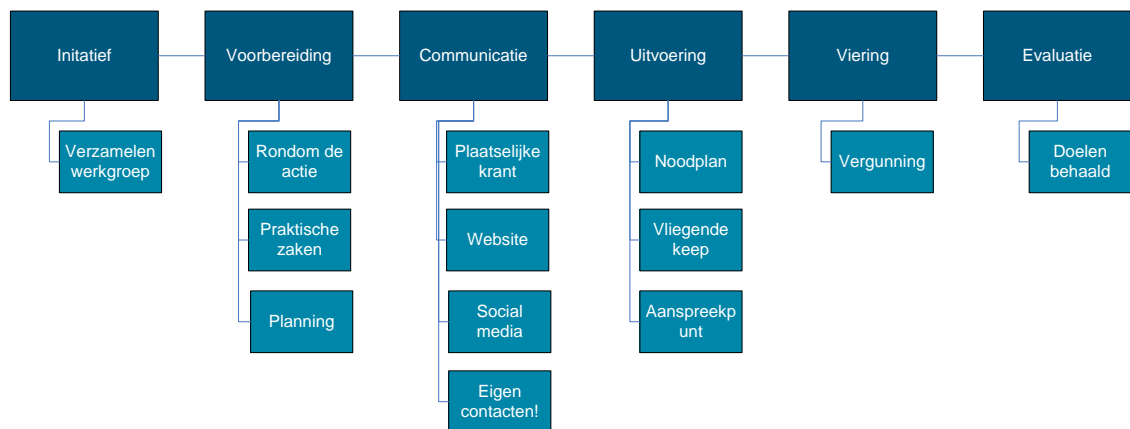 Initatief
Voorbereiding
Communicatie
Uitvoering
Viering
Evaluatie
Verzamelen
werkgroep
Rondom de
actie
Praktische
zaken
Planning
Plaatselijke
krant
Website
Social
media
Eigen
contacten!
Noodplan
Vliegende
keep
Aanspreekp
unt
Vergunning
Doelen
behaald